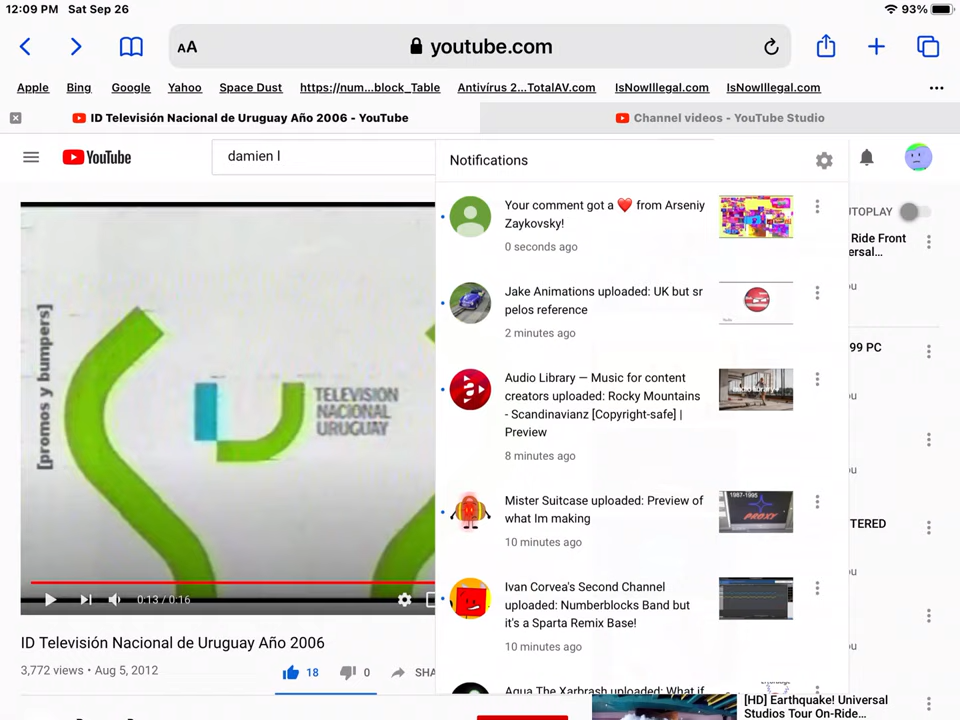 12:09 PM Sat Sep 26 93%
AA youtube.com
Apple Bing Google Yahoo Space Dust https://num...block_Table Antivírus 2...TotalAV.com IsNowIllegal.com IsNowIllegal.com
ID Televisión Nacional de Uruguay Año 2006 - YouTube
Channel videos - YouTube Studio
YouTube
damien l
Notifications
Your comment got a ❤️ from Arseniy
Zaykovsky!
0 seconds ago
Jake Animations uploaded: UK but sr
pelos reference
2 minutes ago
Audio Library — Music for content
creators uploaded: Rocky Mountains
- Scandinavianz [Copyright-safe] |
Preview
8 minutes ago
Mister Suitcase uploaded: Preview of
what Im making
10 minutes ago
1987-1995
PROXY
Ivan Corvea's Second Channel
uploaded: Numberblocks Band but
it's a Sparta Remix Base!
10 minutes ago
Aqua The Xarbrash uploaded: What if
UTOPLAY
Ride Front
ersal...
ou
99 PC
ou
ou
TERED
ou
ou
[promos y bumpers]
TELEVISION
NACIONAL
URUGUAY
0:13 / 0:16
ID Televisión Nacional de Uruguay Año 2006
3,772 views • Aug 5, 2012
18 0 SHA
[HD] Earthquake! Universal
Studios Tour On-Ride...